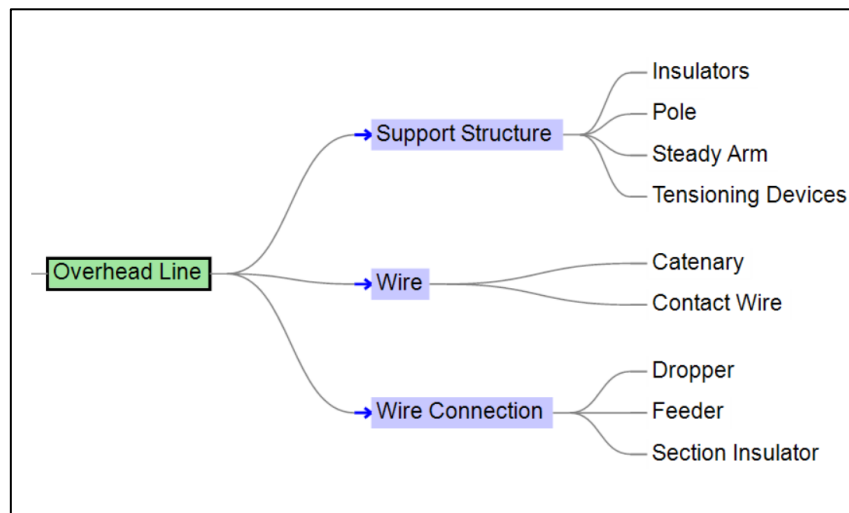 Overhead Line
Support Structure
Insulators
Pole
Steady Arm
Tensioning Devices
Wire
Catenary
Contact Wire
Wire Connection
Dropper
Feeder
Section Insulator